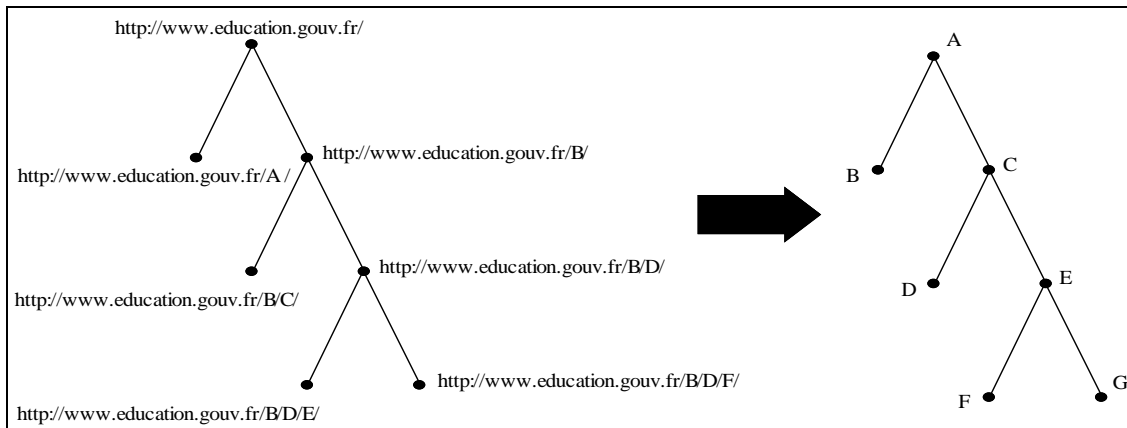 http://www.education.gouv.fr/
http://www.education.gouv.fr/A/
http://www.education.gouv.fr/B/
http://www.education.gouv.fr/B/C/
http://www.education.gouv.fr/B/D/
http://www.education.gouv.fr/B/D/E/
http://www.education.gouv.fr/B/D/F/
A
B
C
D
E
F
G